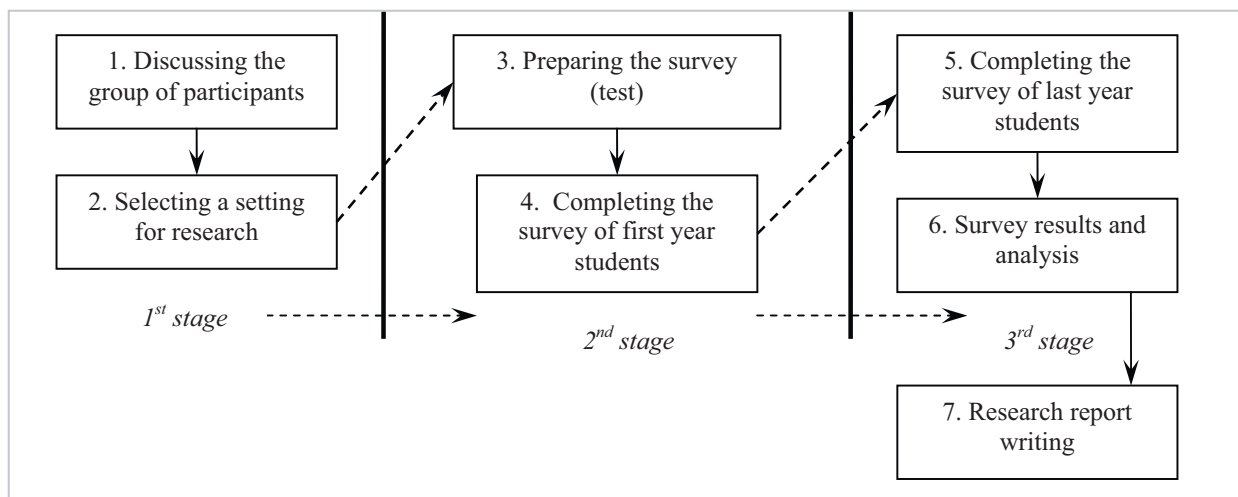 1. Discussing the
group of participants
2. Selecting a setting
for research
1st stage
3. Preparing the survey
(test)
4. Completing the
survey of first year
students
2nd stage
5. Completing the
survey of last year
students
6. Survey results and
analysis
3rd stage
7. Research report
writing